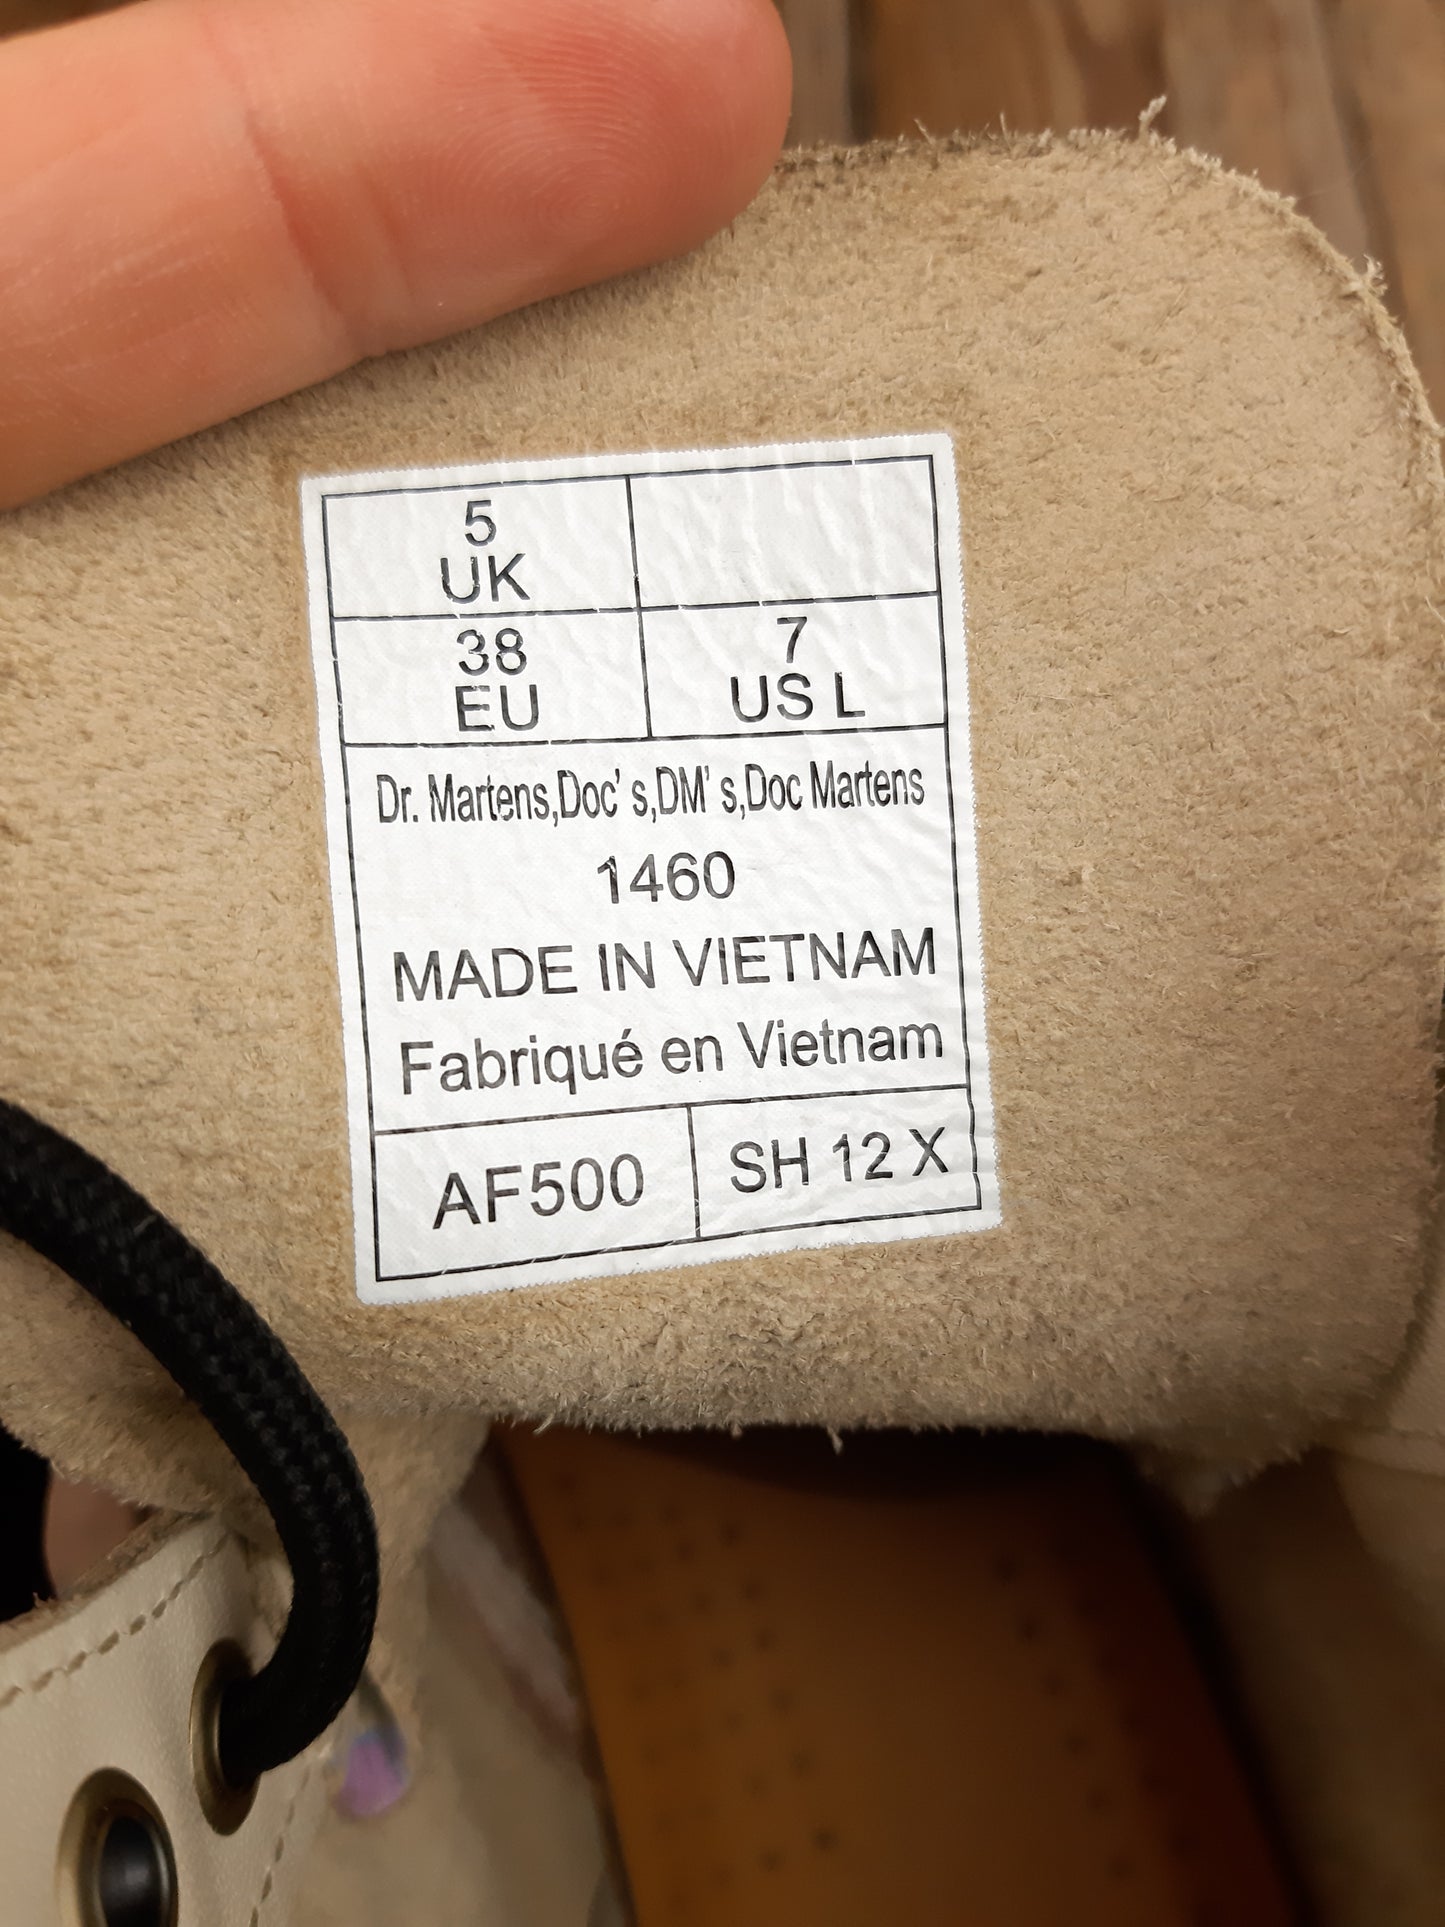 5
UK
38
EU
7
US L
Dr. Martens,Doc' s,DM' s,Doc Martens
1460
MADE IN VIETNAM
Fabriqué en Vietnam
AF500
SH 12 X